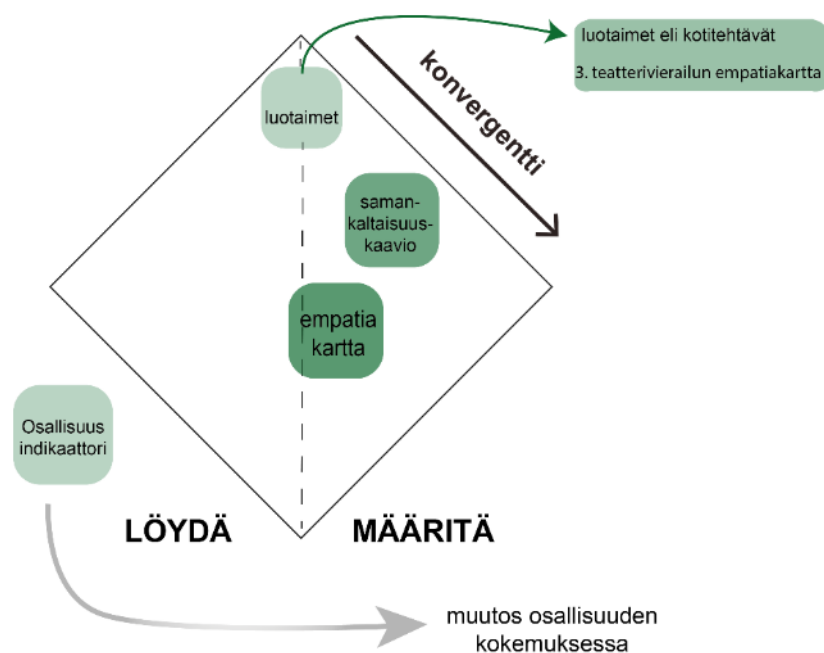 luotaimet eli kotitehtävät
3. teatterivierailun empatiakartta
luotaimet
konvergentti
saman-
kaltaisuus-
kaavio
empatia
kartta
Osallisuus
indikaattori
LÖYDÄ
MÄÄRITÄ
muutos osallisuuden
kokemuksessa